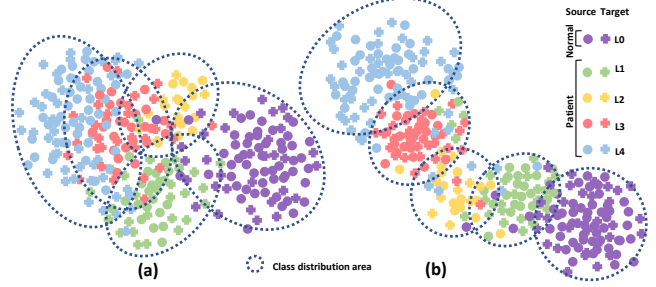 Source Target
Normal
L0
Patient
L1
L2
L3
L4
(a)
Class distribution area
(b)